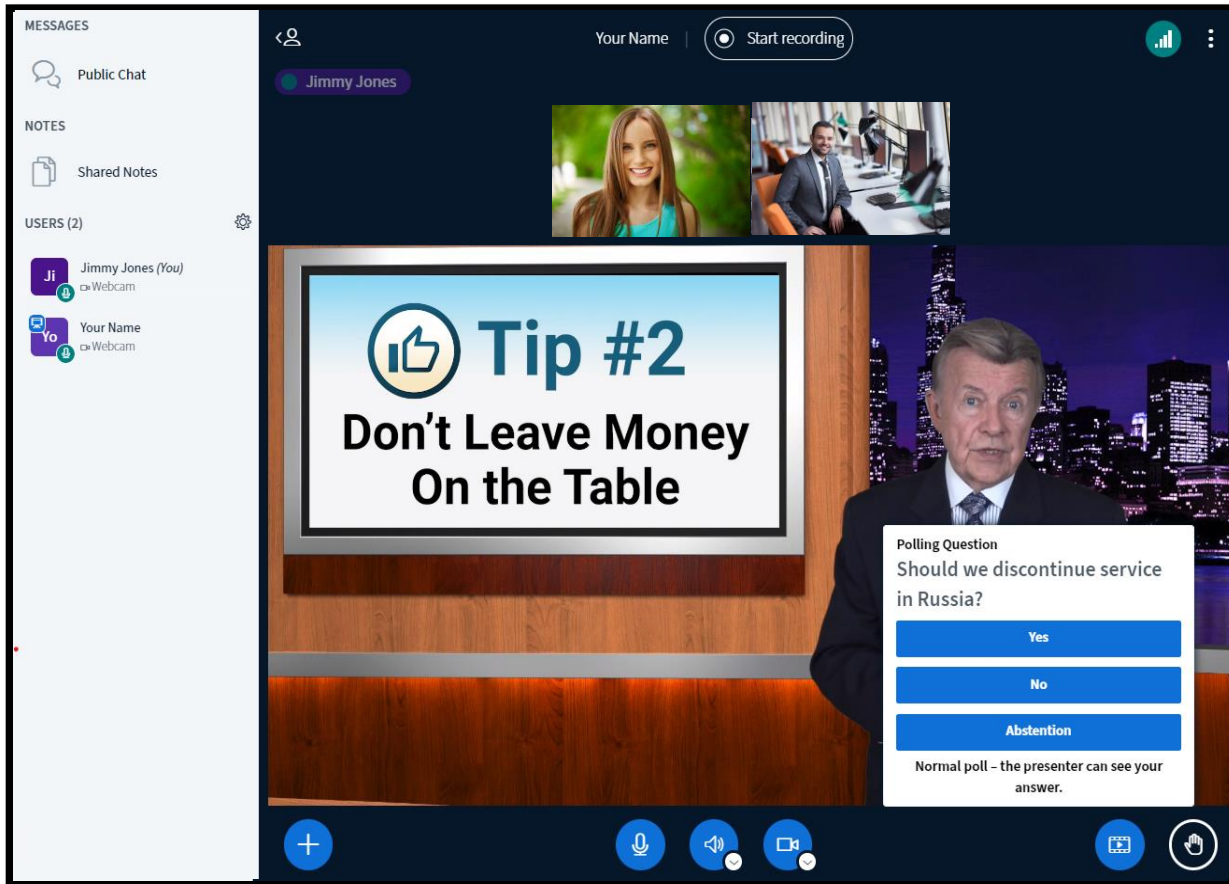 MESSAGES
Public Chat
NOTES
Shared Notes
USERS (2)
Ji
Jimmy Jones (You)
Webcam
Yo
Your Name
Webcam
Your Name
Start recording
Jimmy Jones
Tip #2
Don't Leave Money
On the Table
Polling Question
Should we discontinue service
in Russia?
Yes
No
Abstention
Normal poll – the presenter can see your
answer.